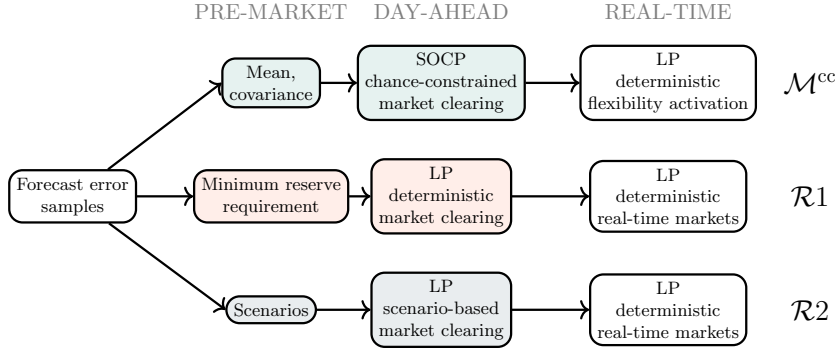 PRE-MARKET DAY-AHEAD REAL-TIME
Mean,
covariance
SOCP
chance-constrained
market clearing
LP
deterministic
flexibility activation
𝓜^cc
Forecast error
samples
Minimum reserve
requirement
LP
deterministic
market clearing
LP
deterministic
real-time markets
𝓡1
Scenarios
LP
scenario-based
market clearing
LP
deterministic
real-time markets
𝓡2